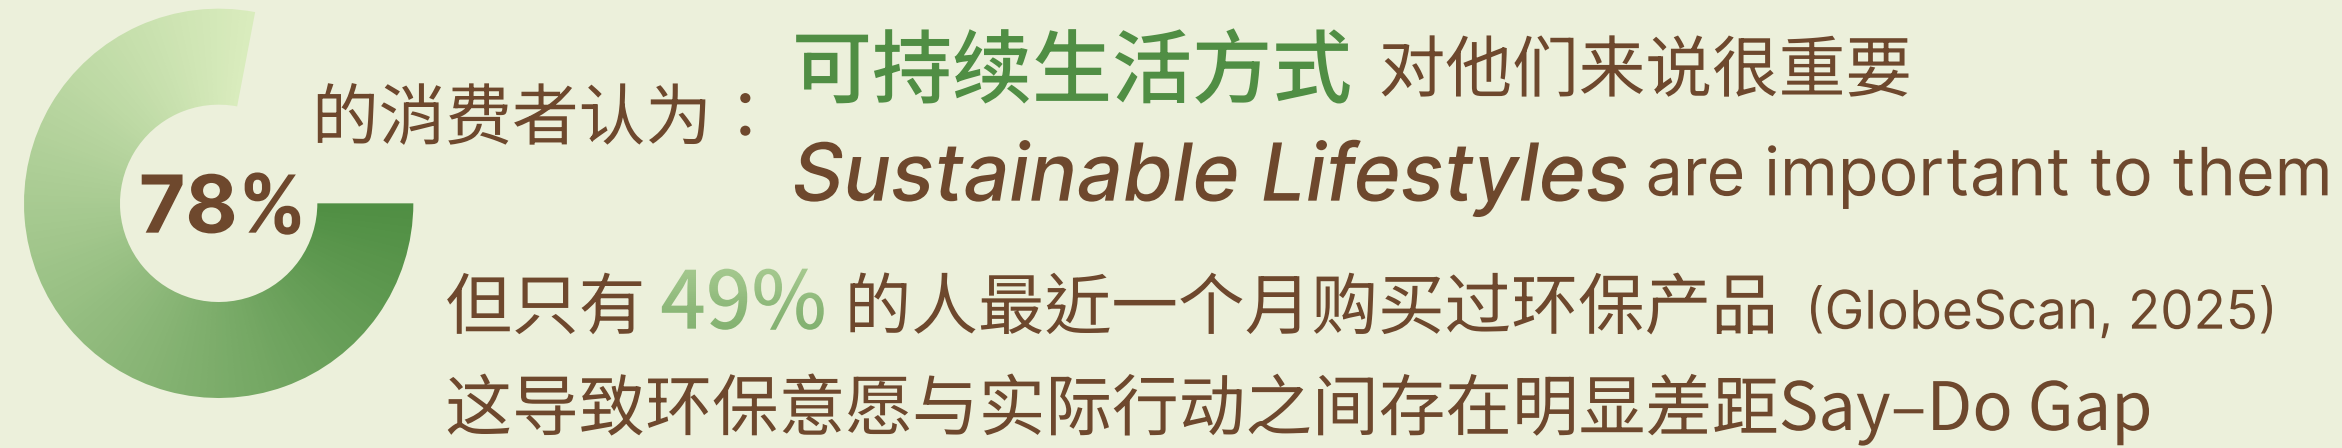 78%
的消费者认为：
可持续生活方式 对他们来说很重要
Sustainable Lifestyles are important to them
但只有 49% 的人最近一个月购买过环保产品 (GlobeScan, 2025)
这导致环保意愿与实际行动之间存在明显差距Say–Do Gap